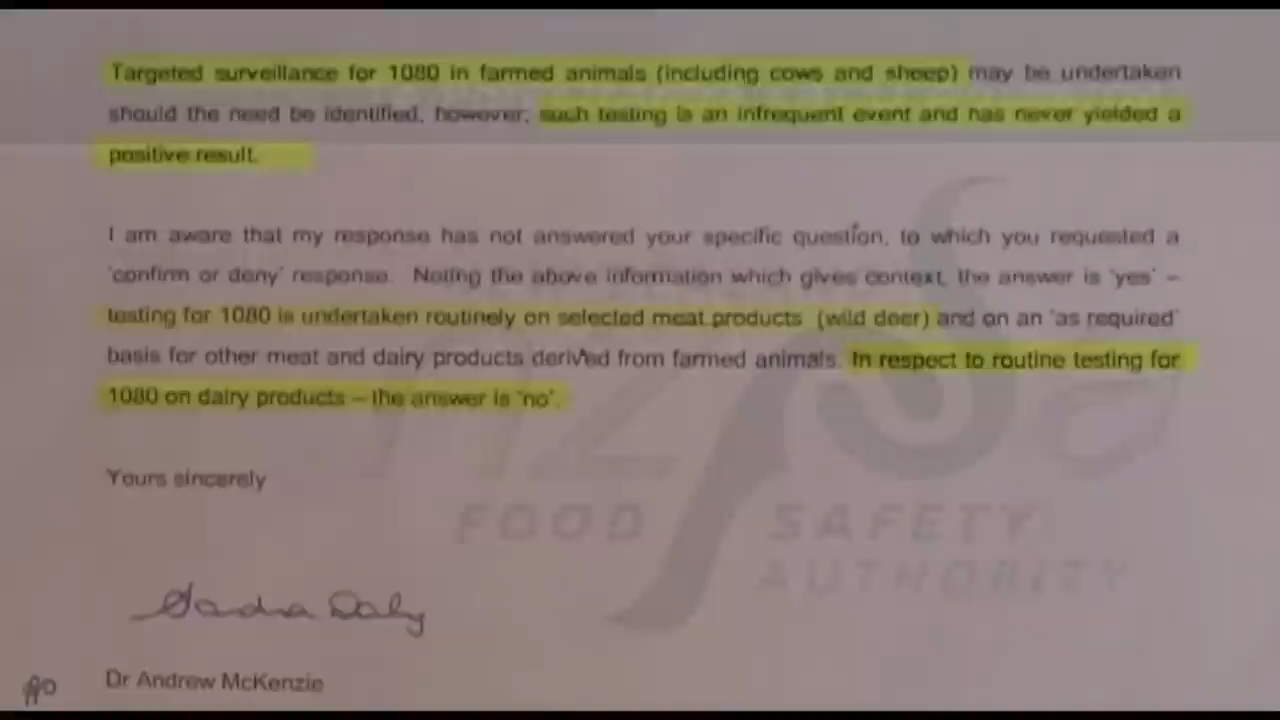 Targeted surveillance for 1080 in farmed animals (including cows and sheep) may be undertaken
should the need be identified, however, such testing is an infrequent event and has never yielded a
positive result.
I am aware that my response has not answered your specific question, to which you requested a
'confirm or deny' response. Noting the above information which gives context, the answer is 'yes' –
testing for 1080 is undertaken routinely on selected meat products (wild deer) and on an 'as required'
basis for other meat and dairy products derived from farmed animals. In respect to routine testing for
1080 on dairy products – the answer is 'no'.
nzfsa
FOOD SAFETY
AUTHORITY
Yours sincerely
Sandra Daly
Dr Andrew McKenzie